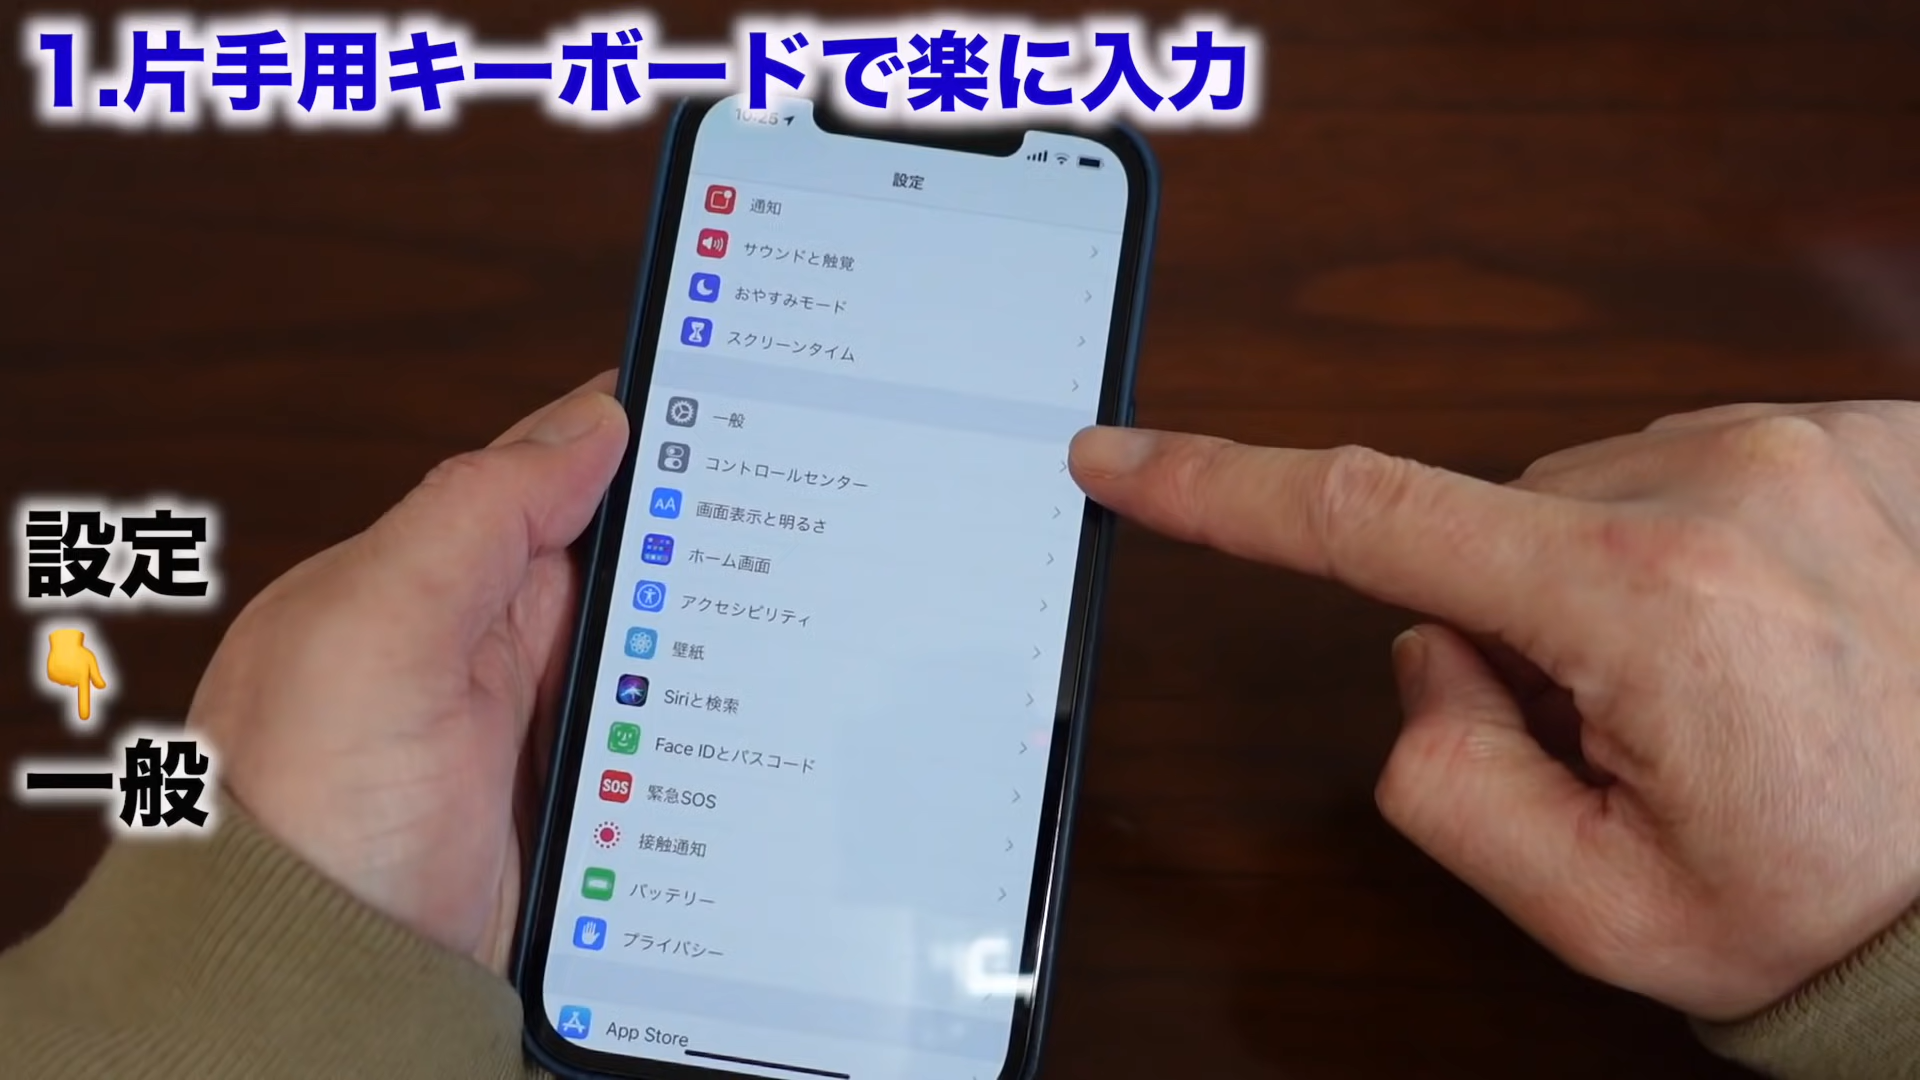 1.片手用キーボードで楽に入力
10:25
設定
通知
サウンドと触覚
おやすみモード
スクリーンタイム
一般
コントロールセンター
AA 画面表示と明るさ
ホーム画面
アクセシビリティ
壁紙
Siriと検索
Face IDとパスコード
SOS 緊急SOS
接触通知
バッテリー
プライバシー
App Store
設定
一般